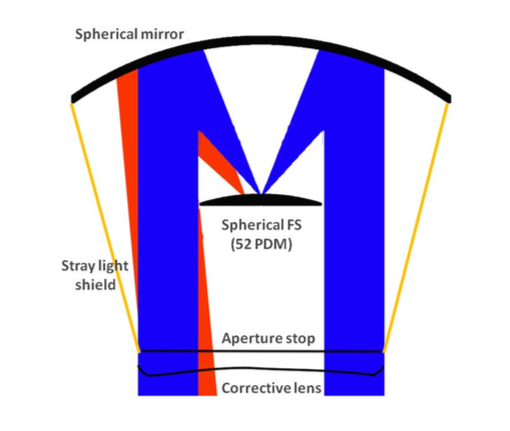 Spherical mirror
Spherical FS
(52 PDM)
Stray light
shield
Aperture stop
Corrective lens